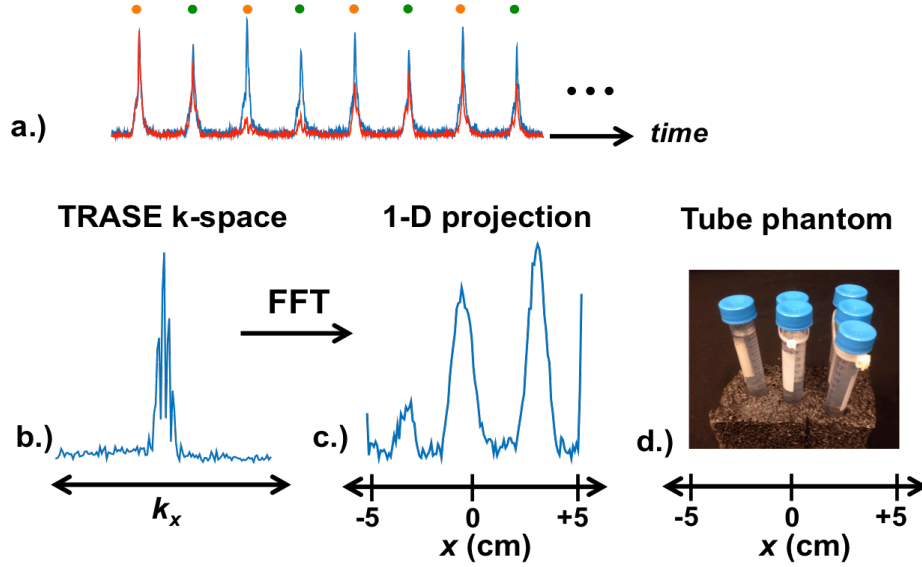 a.)
• • •
time
TRASE k-space
1-D projection
Tube phantom
FFT
b.)
c.)
d.)
kx
-5 0 +5
x (cm)
-5 0 +5
x (cm)